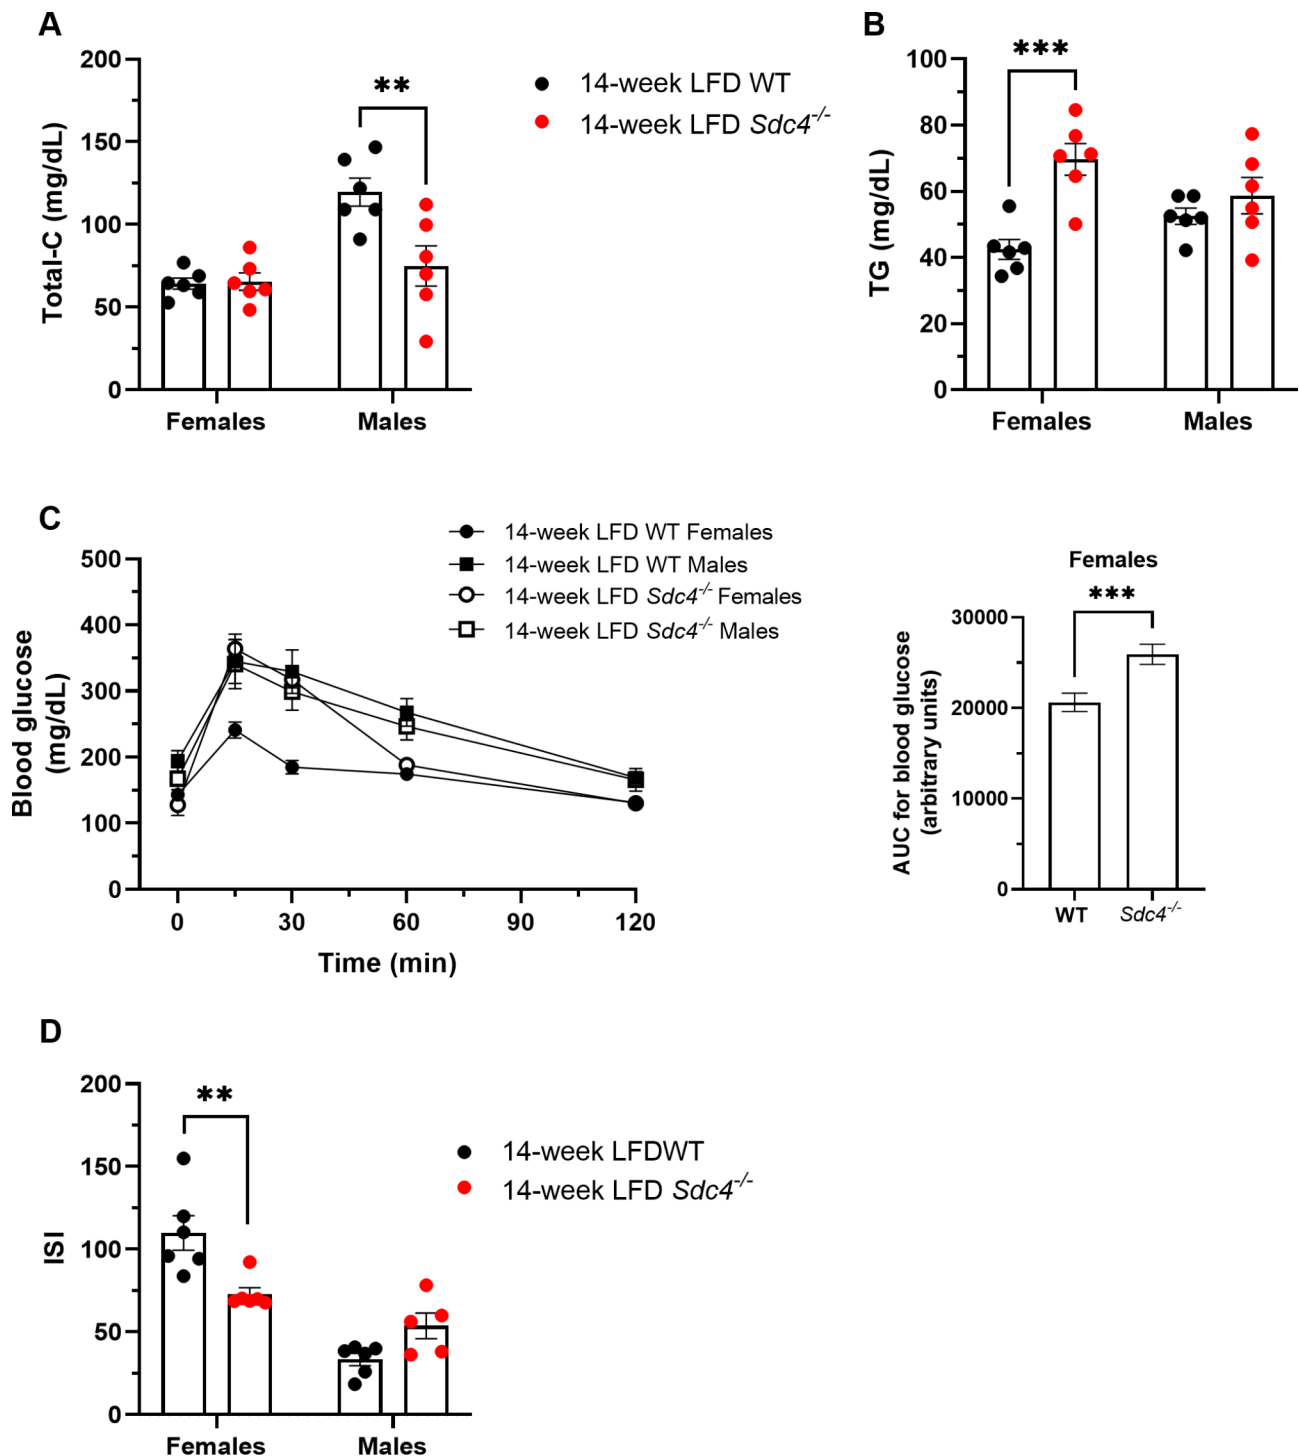 A
Total-C (mg/dL)
200
150
100
50
0
**
Females
Males
14-week LFD WT
14-week LFD Sdc4-/-
B
TG (mg/dL)
100
80
60
40
20
0
***
Females
Males
C
Blood glucose
(mg/dL)
500
400
300
200
100
0
0
30
60
90
120
Time (min)
14-week LFD WT Females
14-week LFD WT Males
14-week LFD Sdc4-/- Females
14-week LFD Sdc4-/- Males
Females
***
AUC for blood glucose
(arbitrary units)
30000
20000
10000
0
WT
Sdc4-/-
D
ISI
200
150
100
50
0
**
Females
Males
14-week LFDWT
14-week LFD Sdc4-/-